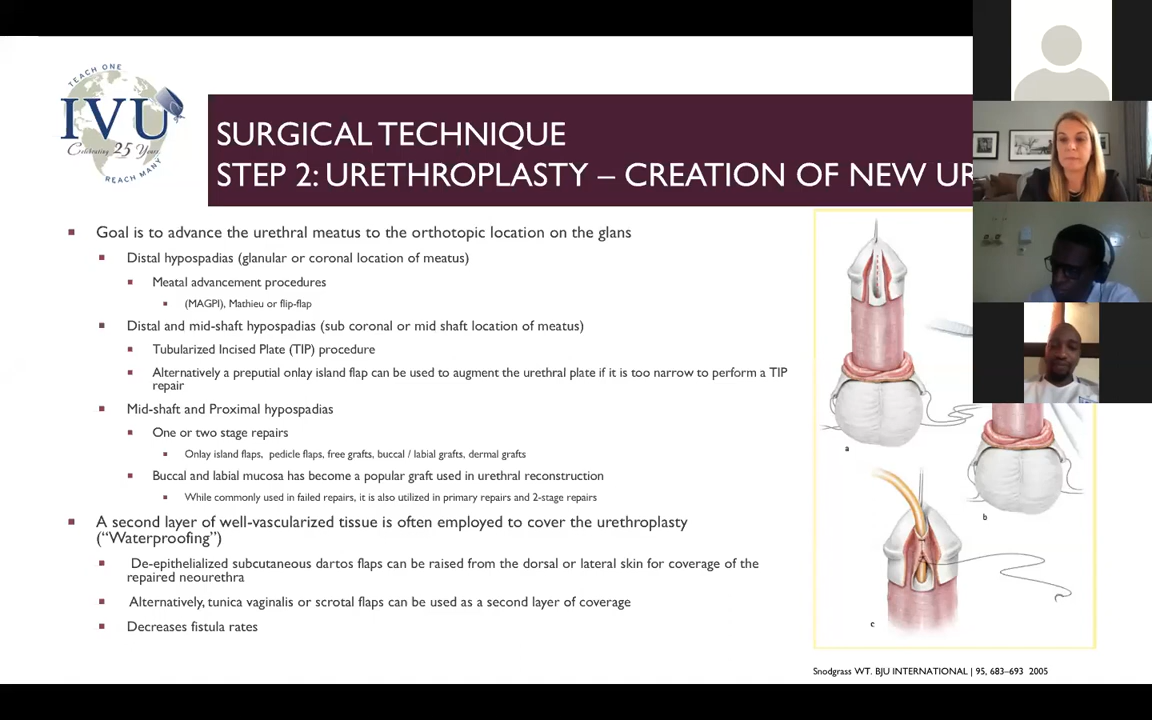 TEACH ONE
IVU
Celebrating 25 Years
REACH MANY
SURGICAL TECHNIQUE
STEP 2: URETHROPLASTY – CREATION OF NEW UR
Goal is to advance the urethral meatus to the orthotopic location on the glans
Distal hypospadias (glanular or coronal location of meatus)
Meatal advancement procedures
(MAGPI), Mathieu or flip-flap
Distal and mid-shaft hypospadias (sub coronal or mid shaft location of meatus)
Tubularized Incised Plate (TIP) procedure
Alternatively a preputial onlay island flap can be used to augment the urethral plate if it is too narrow to perform a TIP
repair
Mid-shaft and Proximal hypospadias
One or two stage repairs
Onlay island flaps, pedicle flaps, free grafts, buccal / labial grafts, dermal grafts
Buccal and labial mucosa has become a popular graft used in urethral reconstruction
While commonly used in failed repairs, it is also utilized in primary repairs and 2-stage repairs
A second layer of well-vascularized tissue is often employed to cover the urethroplasty
(“Waterproofing”)
De-epithelialized subcutaneous dartos flaps can be raised from the dorsal or lateral skin for coverage of the
repaired neourethra
Alternatively, tunica vaginalis or scrotal flaps can be used as a second layer of coverage
Decreases fistula rates
a
b
c
Snodgrass WT. BJU INTERNATIONAL | 95, 683–693 2005